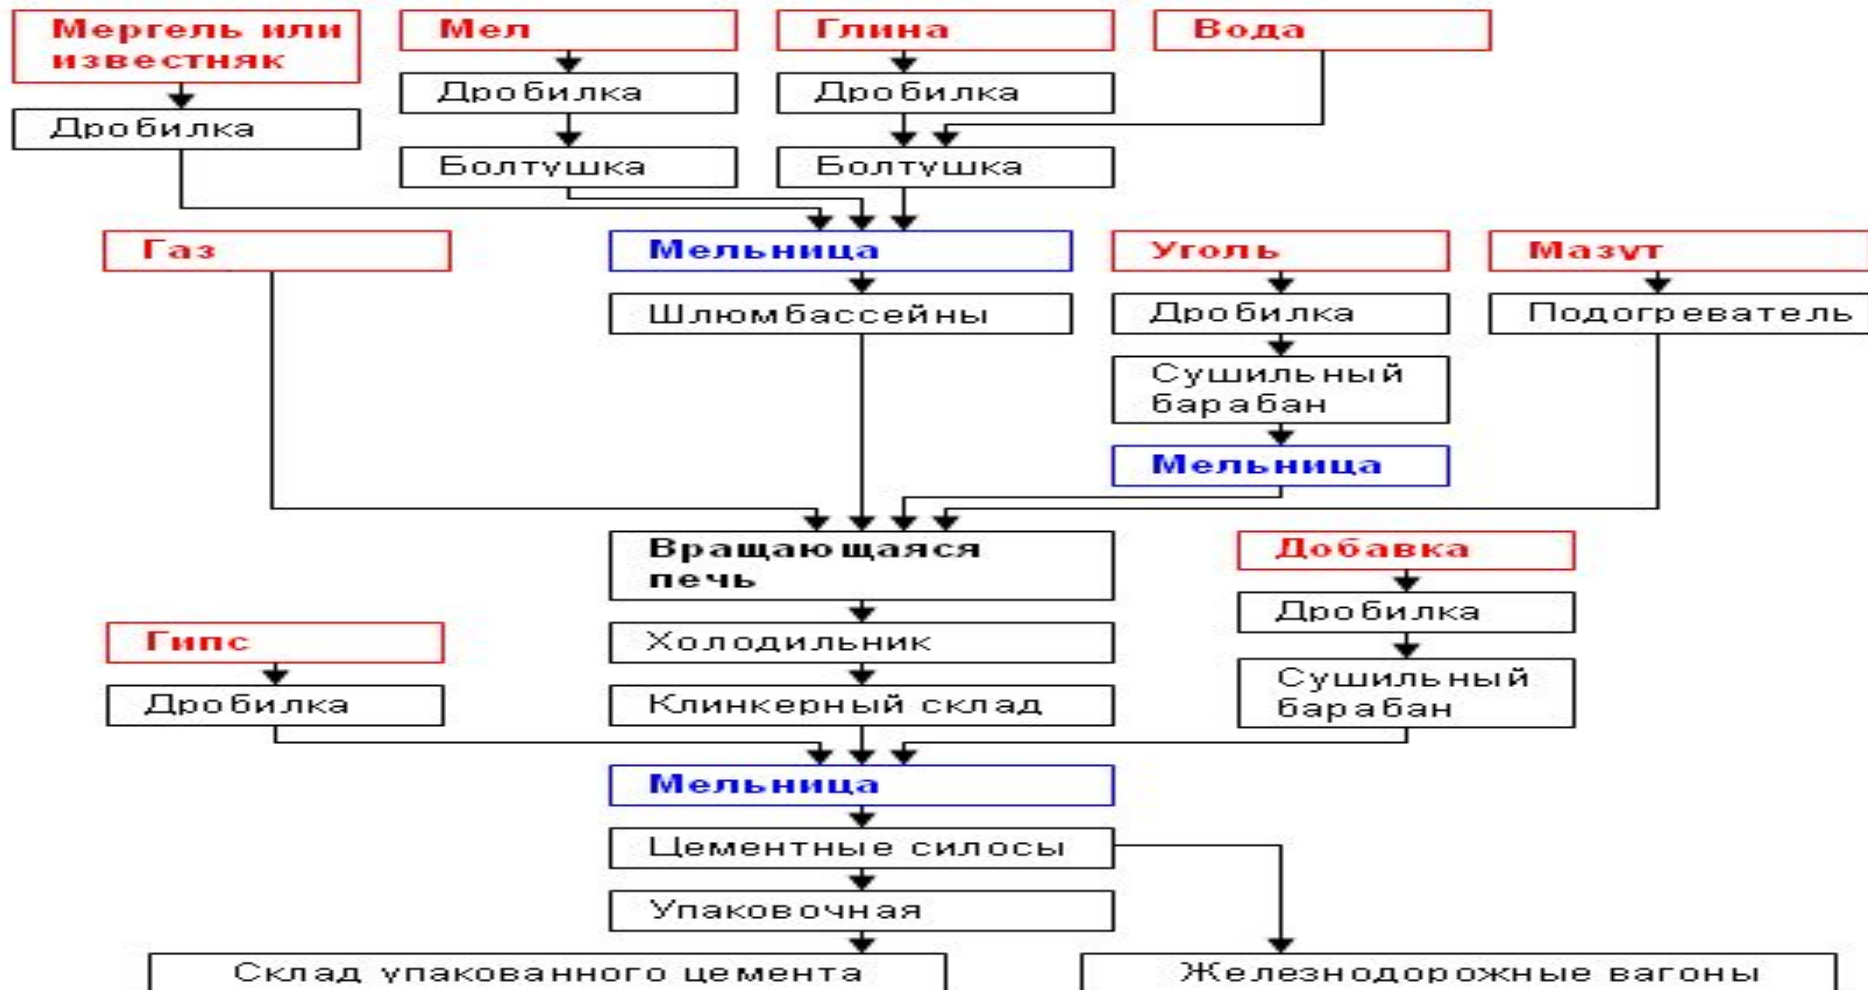 Мергель или
известняк
Мел
Глина
Вода
Дробилка
Дробилка
Дробилка
Болтушка
Болтушка
Газ
Мельница
Уголь
Мазут
Шлюмбассейны
Дробилка
Подогреватель
Сушильный
барабан
Мельница
Вращающаяся
печь
Добавка
Дробилка
Гипс
Холодильник
Сушильный
барабан
Дробилка
Клинкерный склад
Мельница
Цементные силосы
Упаковочная
Склад упакованного цемента
Железнодорожные вагоны